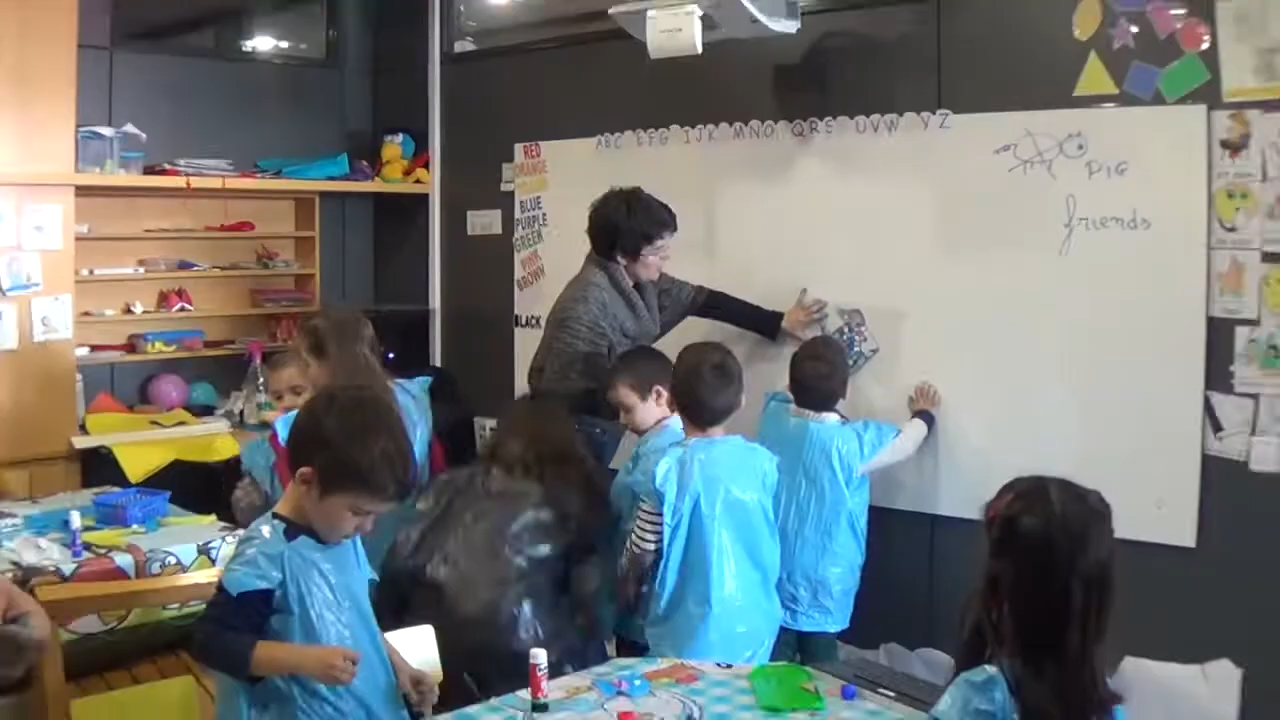 ABC EFG IJK MNO QRS UVW YZ
RED
ORANGE
BLUE
PURPLE
GREEN
PINK
BROWN
BLACK
PIG
friends